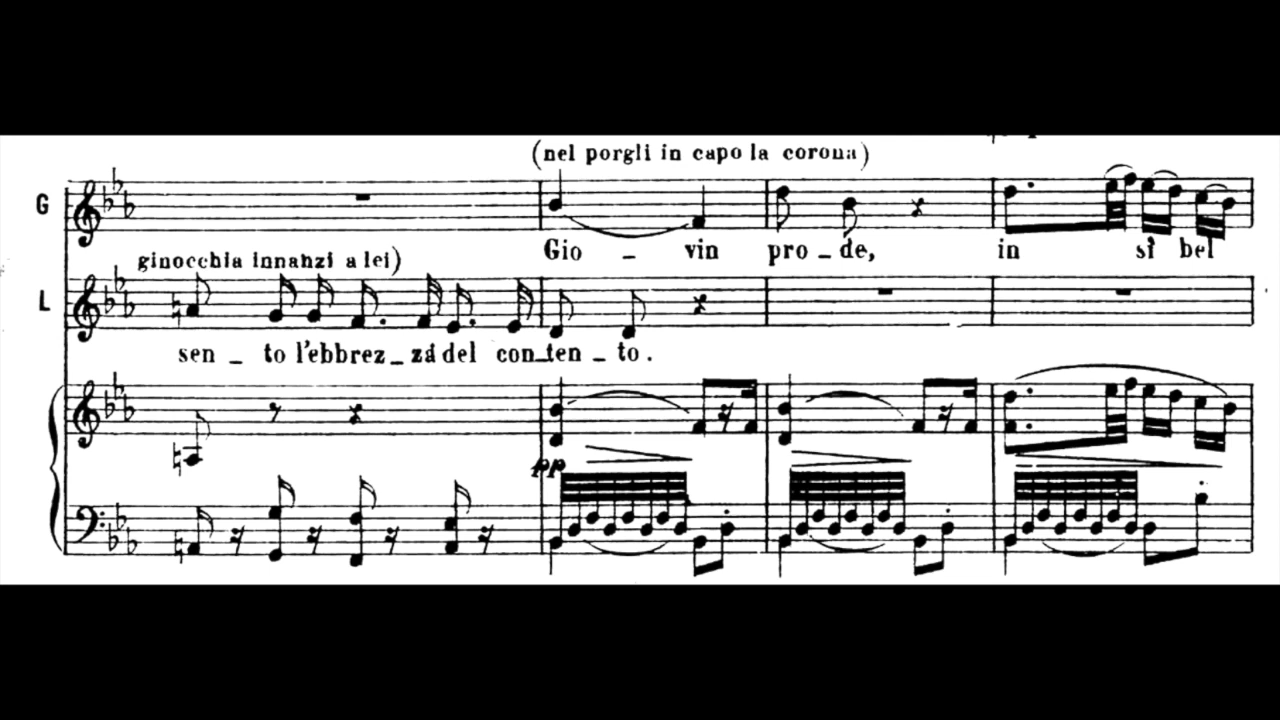 (nel porgli in capo la corona)
G
Gio - vin pro - de, in sì bel
ginocchia innanzi a lei)
L
sen - to l'ebbrez - za del con - ten - to.
pp